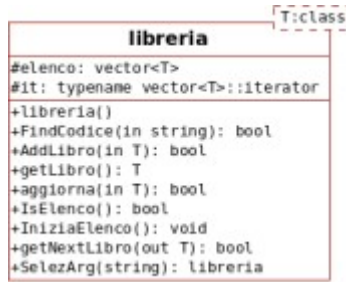 T:class
libreria
#elenco: vector<T>
#it: typename vector<T>::iterator
+libreria()
+FindCodice(in string): bool
+AddLibro(in T): bool
+getLibro(): T
+aggiorna(in T): bool
+IsElenco(): bool
+IniziaElenco(): void
+getNextLibro(out T): bool
+SelezArg(string): libreria